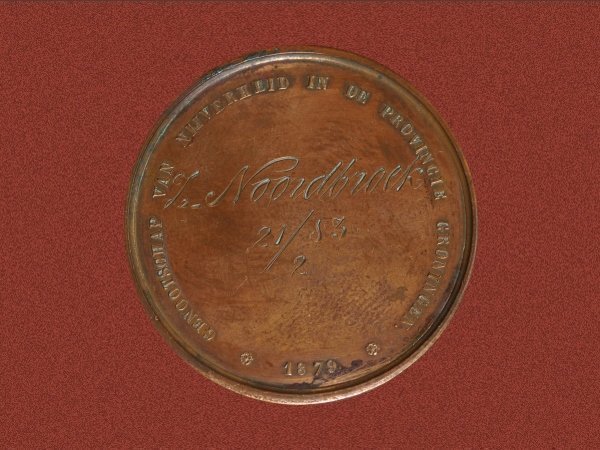 GENOOTSCHAP VAN NIJVERHEID IN DE PROVINCIE GRONINGEN.
Z. Noordbroek
21/83
2
1879